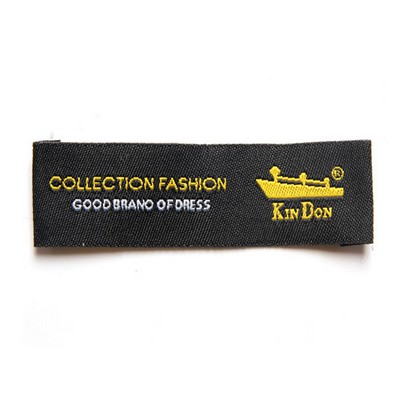 COLLECTION FASHION
GOOD BRANO OF DRESS
®
KIN DON